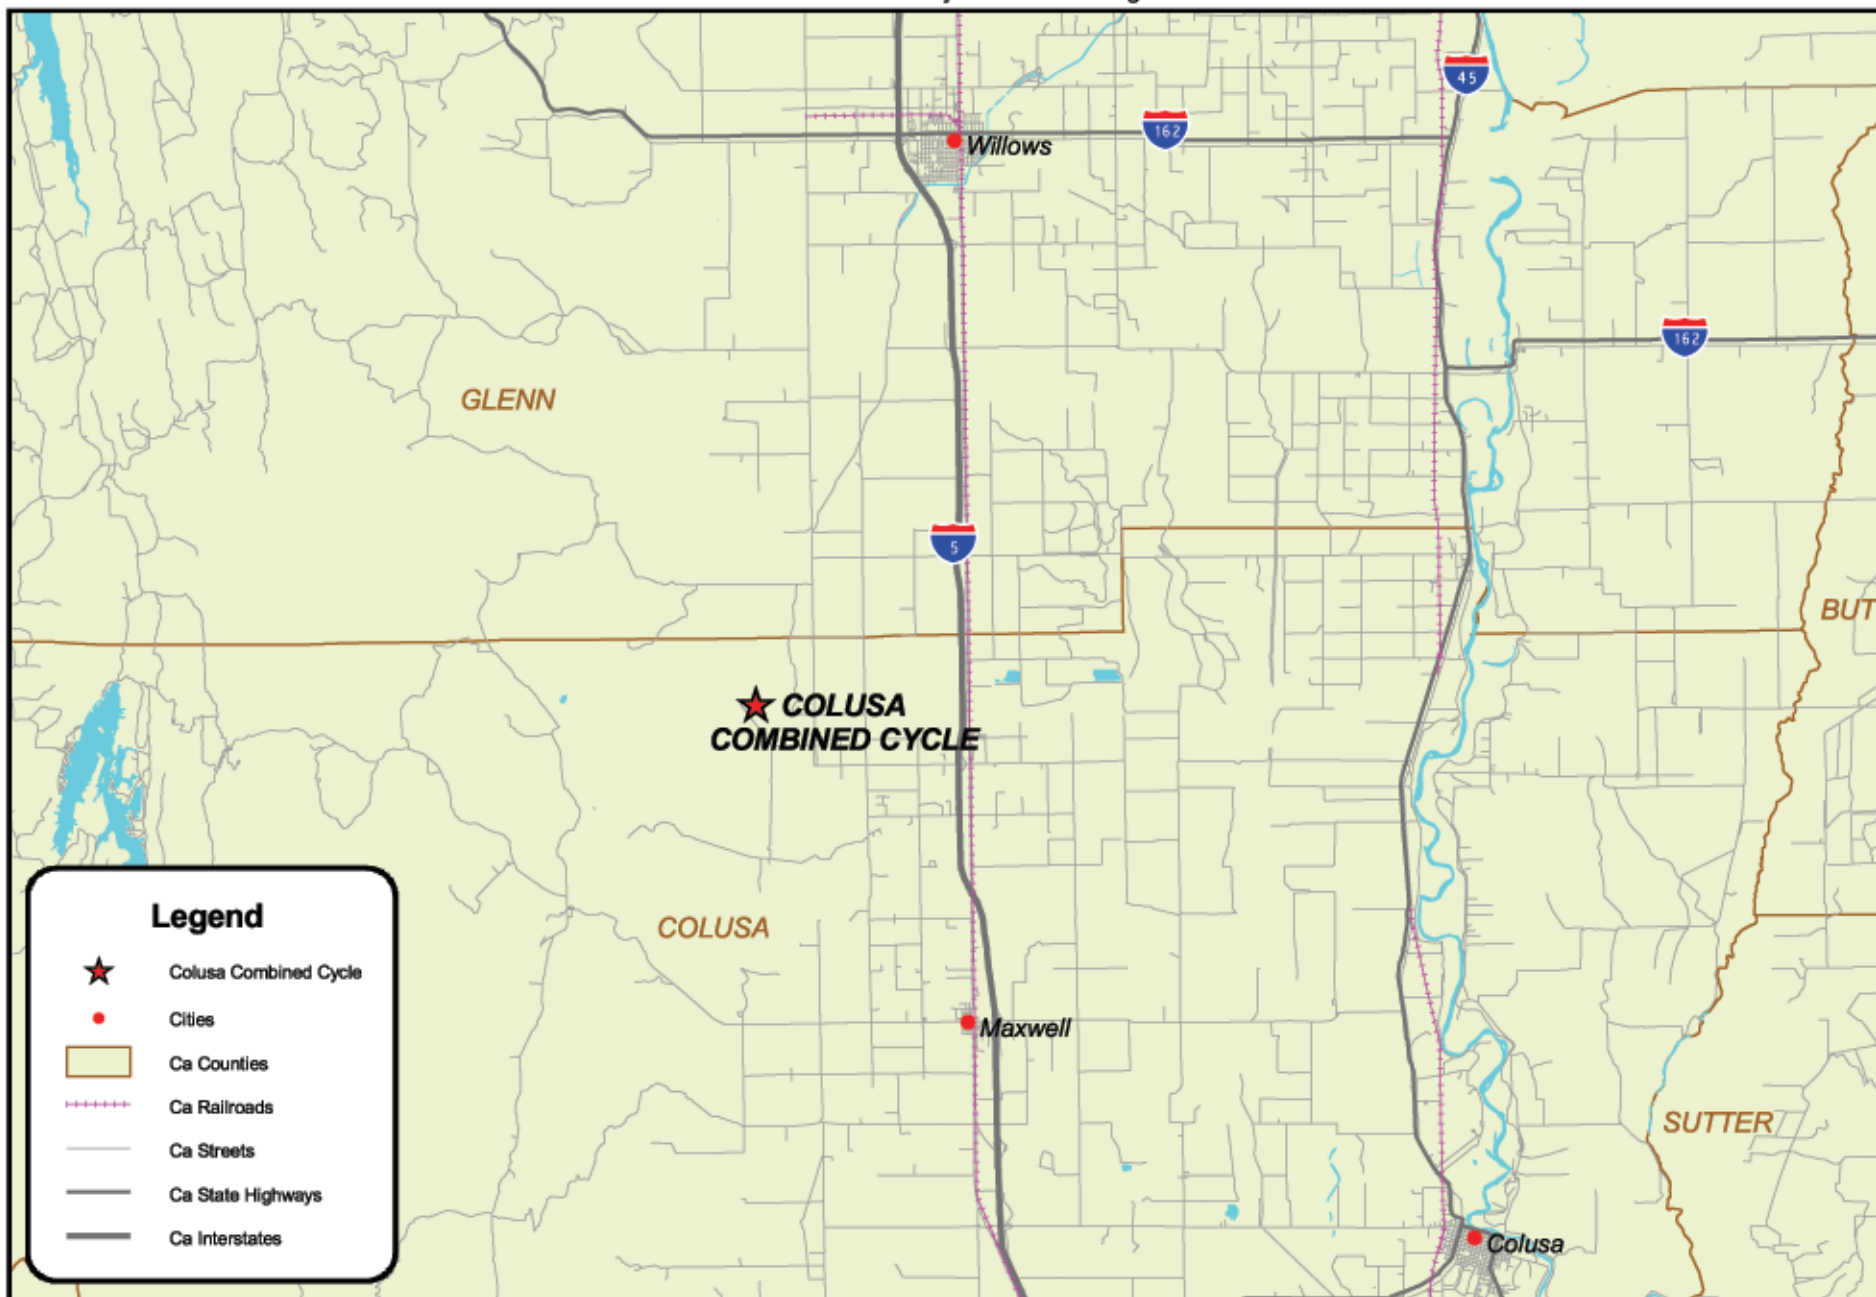 45
162
Willows
162
GLENN
5
BUT
COLUSA
COMBINED CYCLE
COLUSA
Maxwell
SUTTER
Colusa
Legend
Colusa Combined Cycle
Cities
Ca Counties
Ca Railroads
Ca Streets
Ca State Highways
Ca Interstates